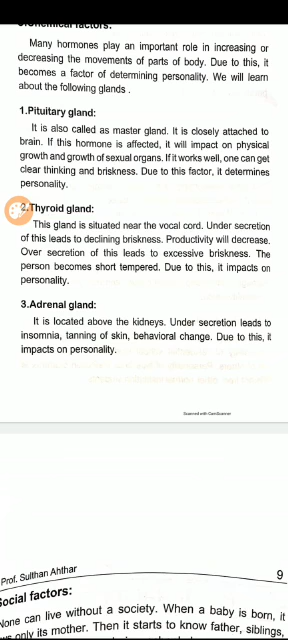 Many hormones play an important role in increasing or
decreasing the movements of parts of body. Due to this, it
becomes a factor of determining personality. We will learn
about the following glands .
1.Pituitary gland:
It is also called as master gland. It is closely attached to
brain. If this hormone is affected, it will impact on physical
growth and growth of sexual organs. If it works well, one can get
clear thinking and briskness. Due to this factor, it determines
personality.
2.Thyroid gland:
This gland is situated near the vocal cord. Under secretion
of this leads to declining briskness. Productivity will decrease.
Over secretion of this leads to excessive briskness. The
person becomes short tempered. Due to this, it impacts on
personality.
3.Adrenal gland:
It is located above the kidneys. Under secretion leads to
insomnia, tanning of skin, behavioral change. Due to this, it
impacts on personality.
Scanned with CamScanner
Prof. Sulthan Ahthar
9
Social factors:
None can live without a society. When a baby is born, it
only its mother. Then it starts to know father, siblings,